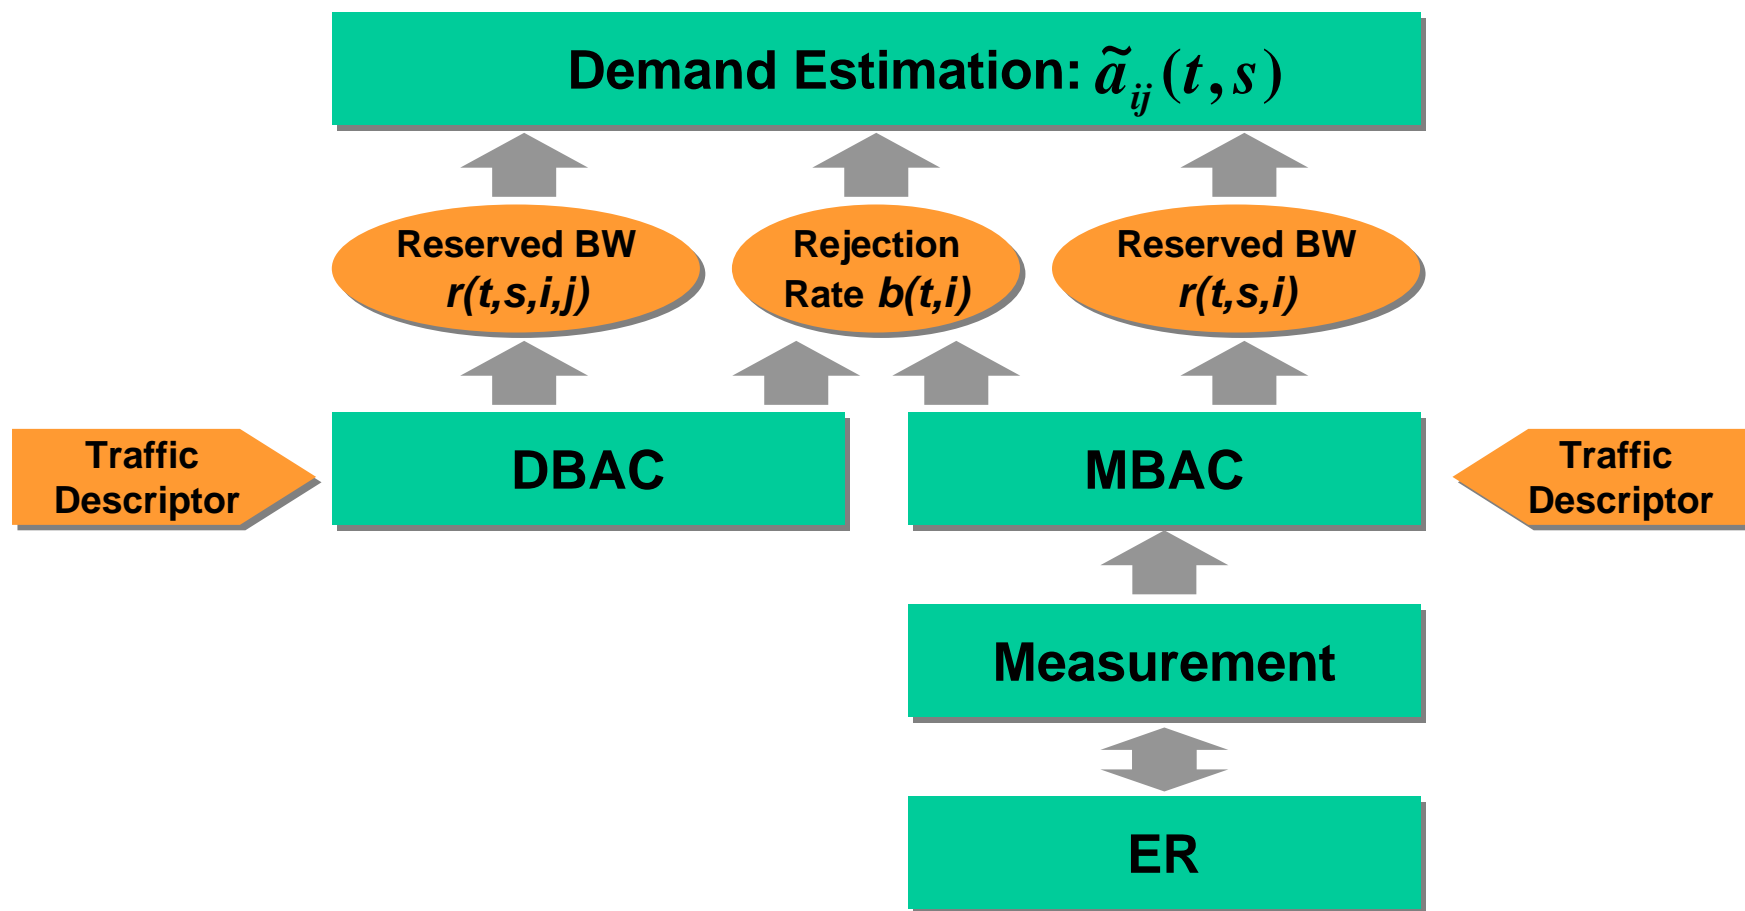 Demand Estimation: ã_ij(t,s)
Reserved BW
r(t,s,i,j)
Rejection
Rate b(t,i)
Reserved BW
r(t,s,i)
Traffic
Descriptor
DBAC
MBAC
Traffic
Descriptor
Measurement
ER